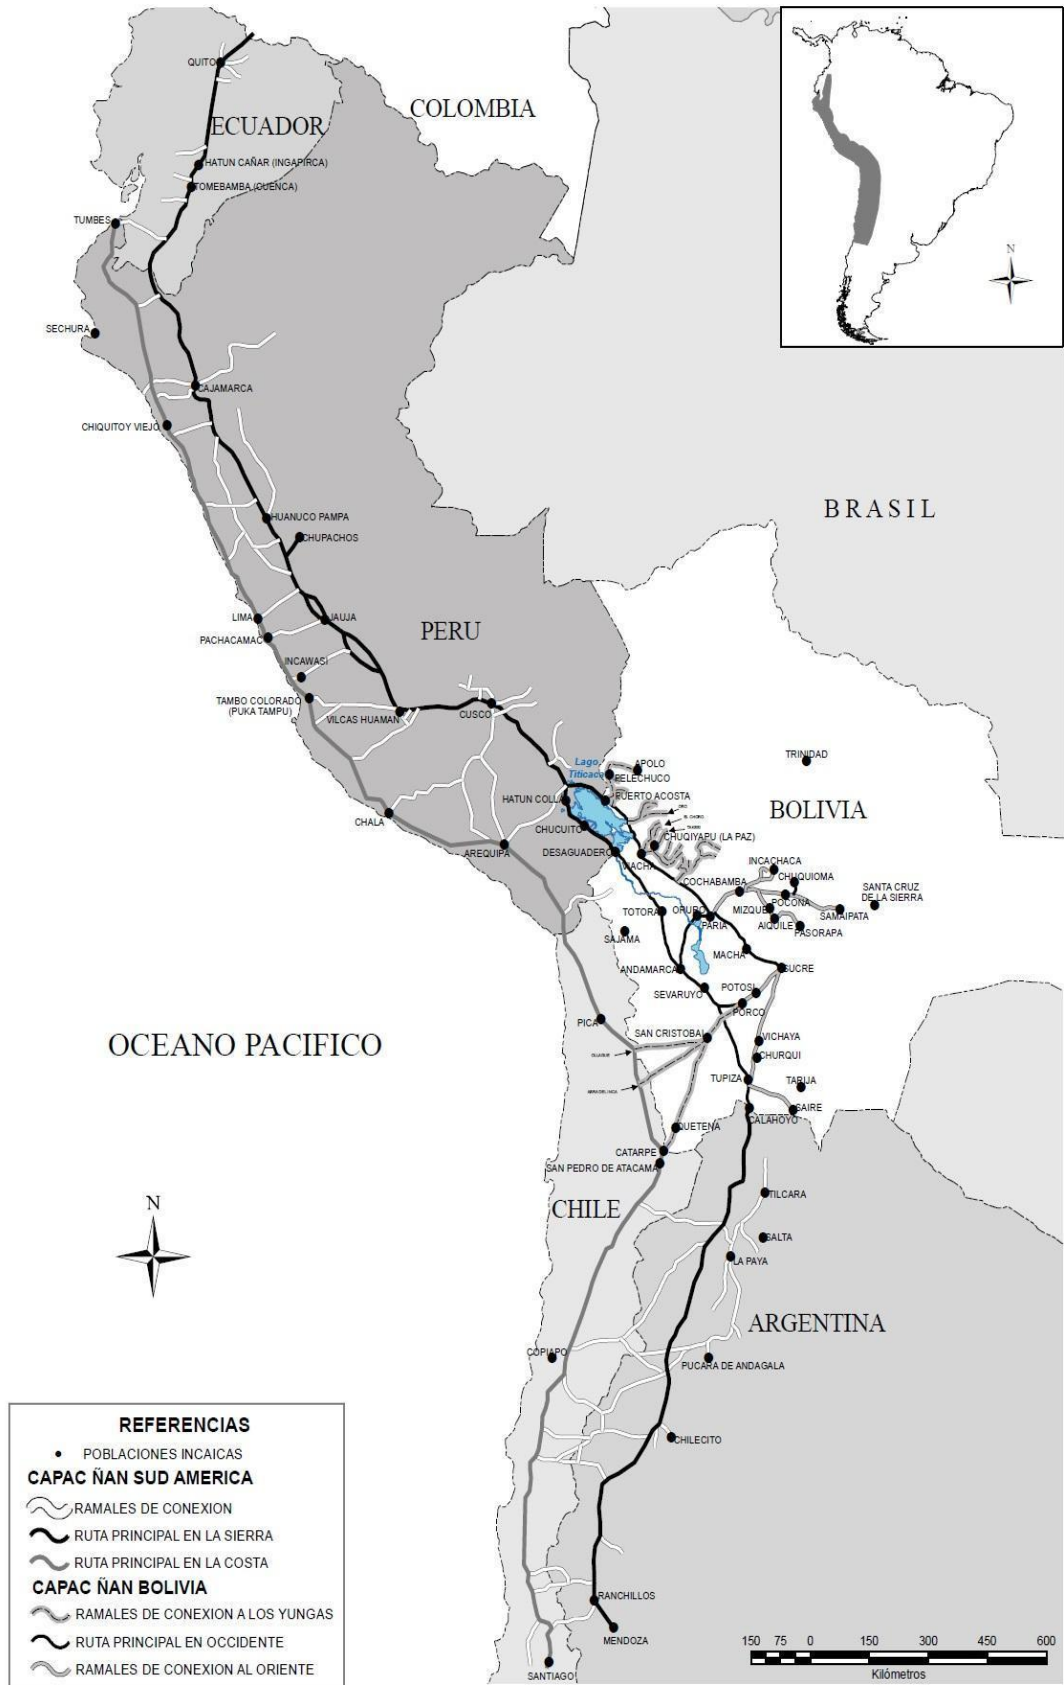 QUITO
COLOMBIA
ECUADOR
HATUN CAÑAR (INGAPIRCA)
TOMEBAMBA (CUENCA)
TUMBES
N
SECHURA
CAJAMARCA
CHIQUITOY VIEJO
BRASIL
HUANUCO PAMPA
CHUPACHOS
LIMA
JAUJA
PERU
PACHACAMAC
INCAWASI
TAMBO COLORADO
(PUKA TAMPU)
VILCAS HUAMAN
CUSCO
TRINIDAD
Lago
Titicaca
APOLO
PELECHUCO
HATUN COLLA
PUERTO ACOSTA
BOLIVIA
CHALA
CHUCUITO
CHUQIYAPU (LA PAZ)
AREQUIPA
DESAGUADERO
VIACHA
INCACHACA
COCHABAMBA
CHUQUIOMA
SANTA CRUZ
DE LA SIERRA
POCONA
TOTORA
ORURO
PARIA
MIZQUE
SAMAIPATA
AIQUILE
PASORAPA
SAJAMA
MACHA
ANDAMARCA
SUCRE
SEVARUYO
POTOSI
PORCO
PICA
SAN CRISTOBAL
VICHAYA
OCEANO PACIFICO
CHURQUI
TUPIZA
TARIJA
SAIRE
CALAHOYO
QUETENA
CATARPE
SAN PEDRO DE ATACAMA
N
CHILE
TILCARA
SALTA
LA PAYA
ARGENTINA
COPIAPO
PUCARA DE ANDAGALA
CHILECITO
REFERENCIAS
POBLACIONES INCAICAS
CAPAC ÑAN SUD AMERICA
RAMALES DE CONEXION
RUTA PRINCIPAL EN LA SIERRA
RUTA PRINCIPAL EN LA COSTA
CAPAC ÑAN BOLIVIA
RAMALES DE CONEXION A LOS YUNGAS
RUTA PRINCIPAL EN OCCIDENTE
RAMALES DE CONEXION AL ORIENTE
RANCHILLOS
MENDOZA
SANTIAGO
150 75 0 150 300 450 600
Kilómetros